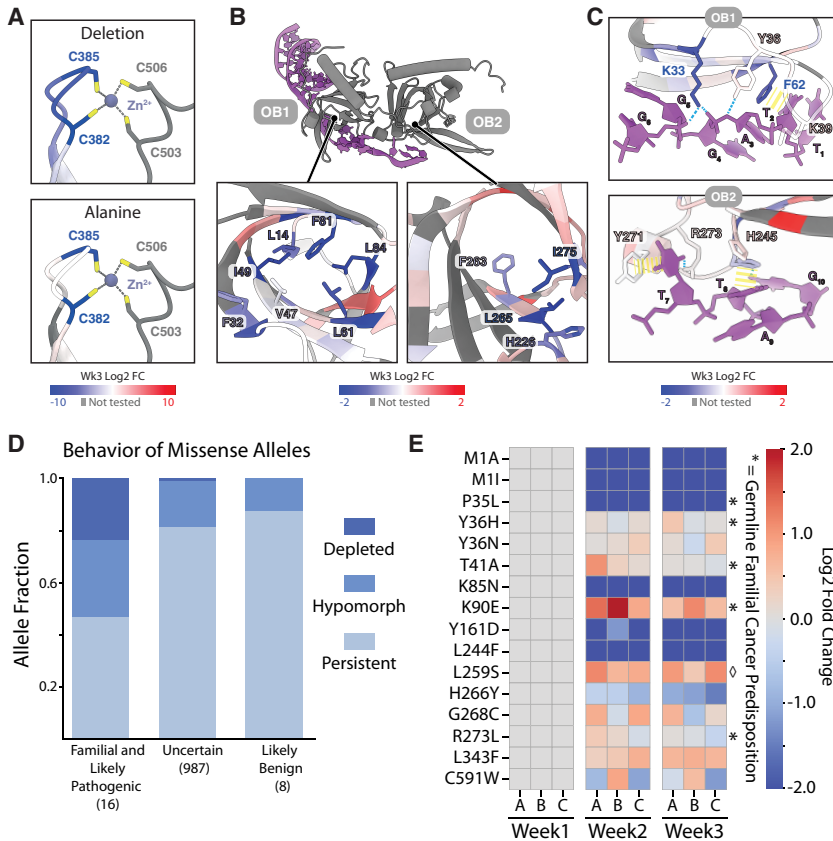 A
Deletion
C385
C506
Zn2+
C382
C503
Alanine
C385
C506
Zn2+
C382
C503
Wk3 Log2 FC
-10
Not tested
10
B
OB1
OB2
F81
L14
L84
I49
V47
F32
L61
F263
I275
L265
H226
Wk3 Log2 FC
-2
Not tested
2
C
OB1
Y36
K33
F62
G5
G6
T2
K39
A3
G4
T1
OB2
Y271
R273
H245
T7
T8
G10
A9
Wk3 Log2 FC
-2
Not tested
2
D
Behavior of Missense Alleles
Allele Fraction
1.0
0.6
0.2
Depleted
Hypomorph
Persistent
Familial and
Likely
Pathogenic
(16)
Uncertain
(987)
Likely
Benign
(8)
E
M1A
M1I
P35L *
Y36H *
Y36N
T41A *
K85N
K90E *
Y161D
L244F
L259S ◊
H266Y
G268C
R273L *
L343F
C591W
A B C A B C A B C
Week1 Week2 Week3
* = Germline Familial Cancer Predisposition
2.0
1.0
0.0
-1.0
-2.0
Log2 Fold Change